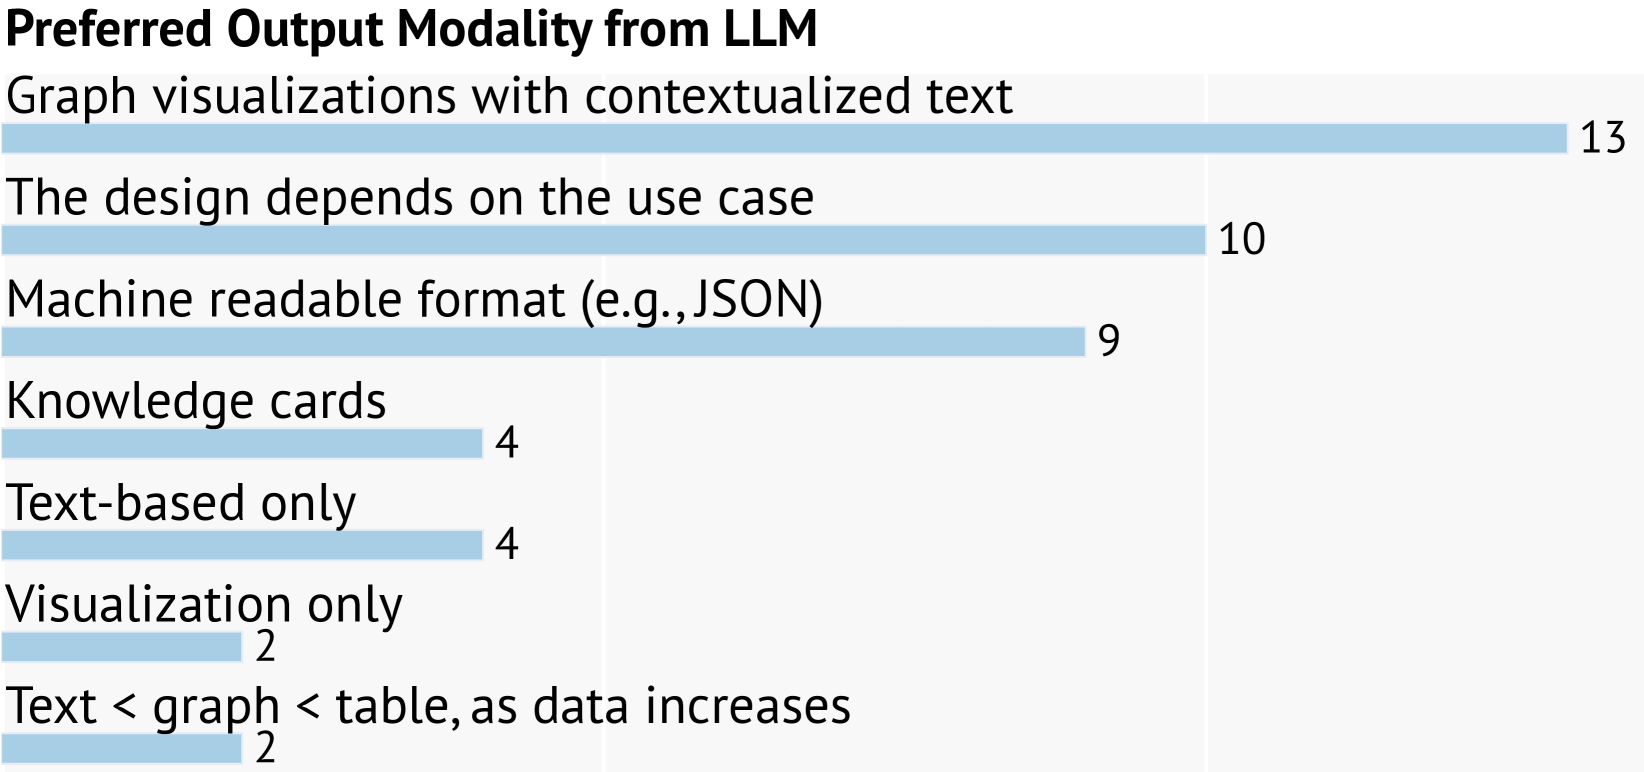 Preferred Output Modality from LLM
Graph visualizations with contextualized text
13
The design depends on the use case
10
Machine readable format (e.g., JSON)
9
Knowledge cards
4
Text-based only
4
Visualization only
2
Text < graph < table, as data increases
2